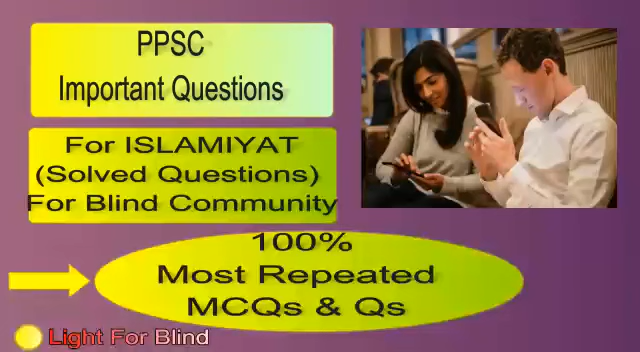 PPSC
Important Questions
For ISLAMIYAT
(Solved Questions)
For Blind Community
100%
Most Repeated
MCQs & Qs
Light For Blind